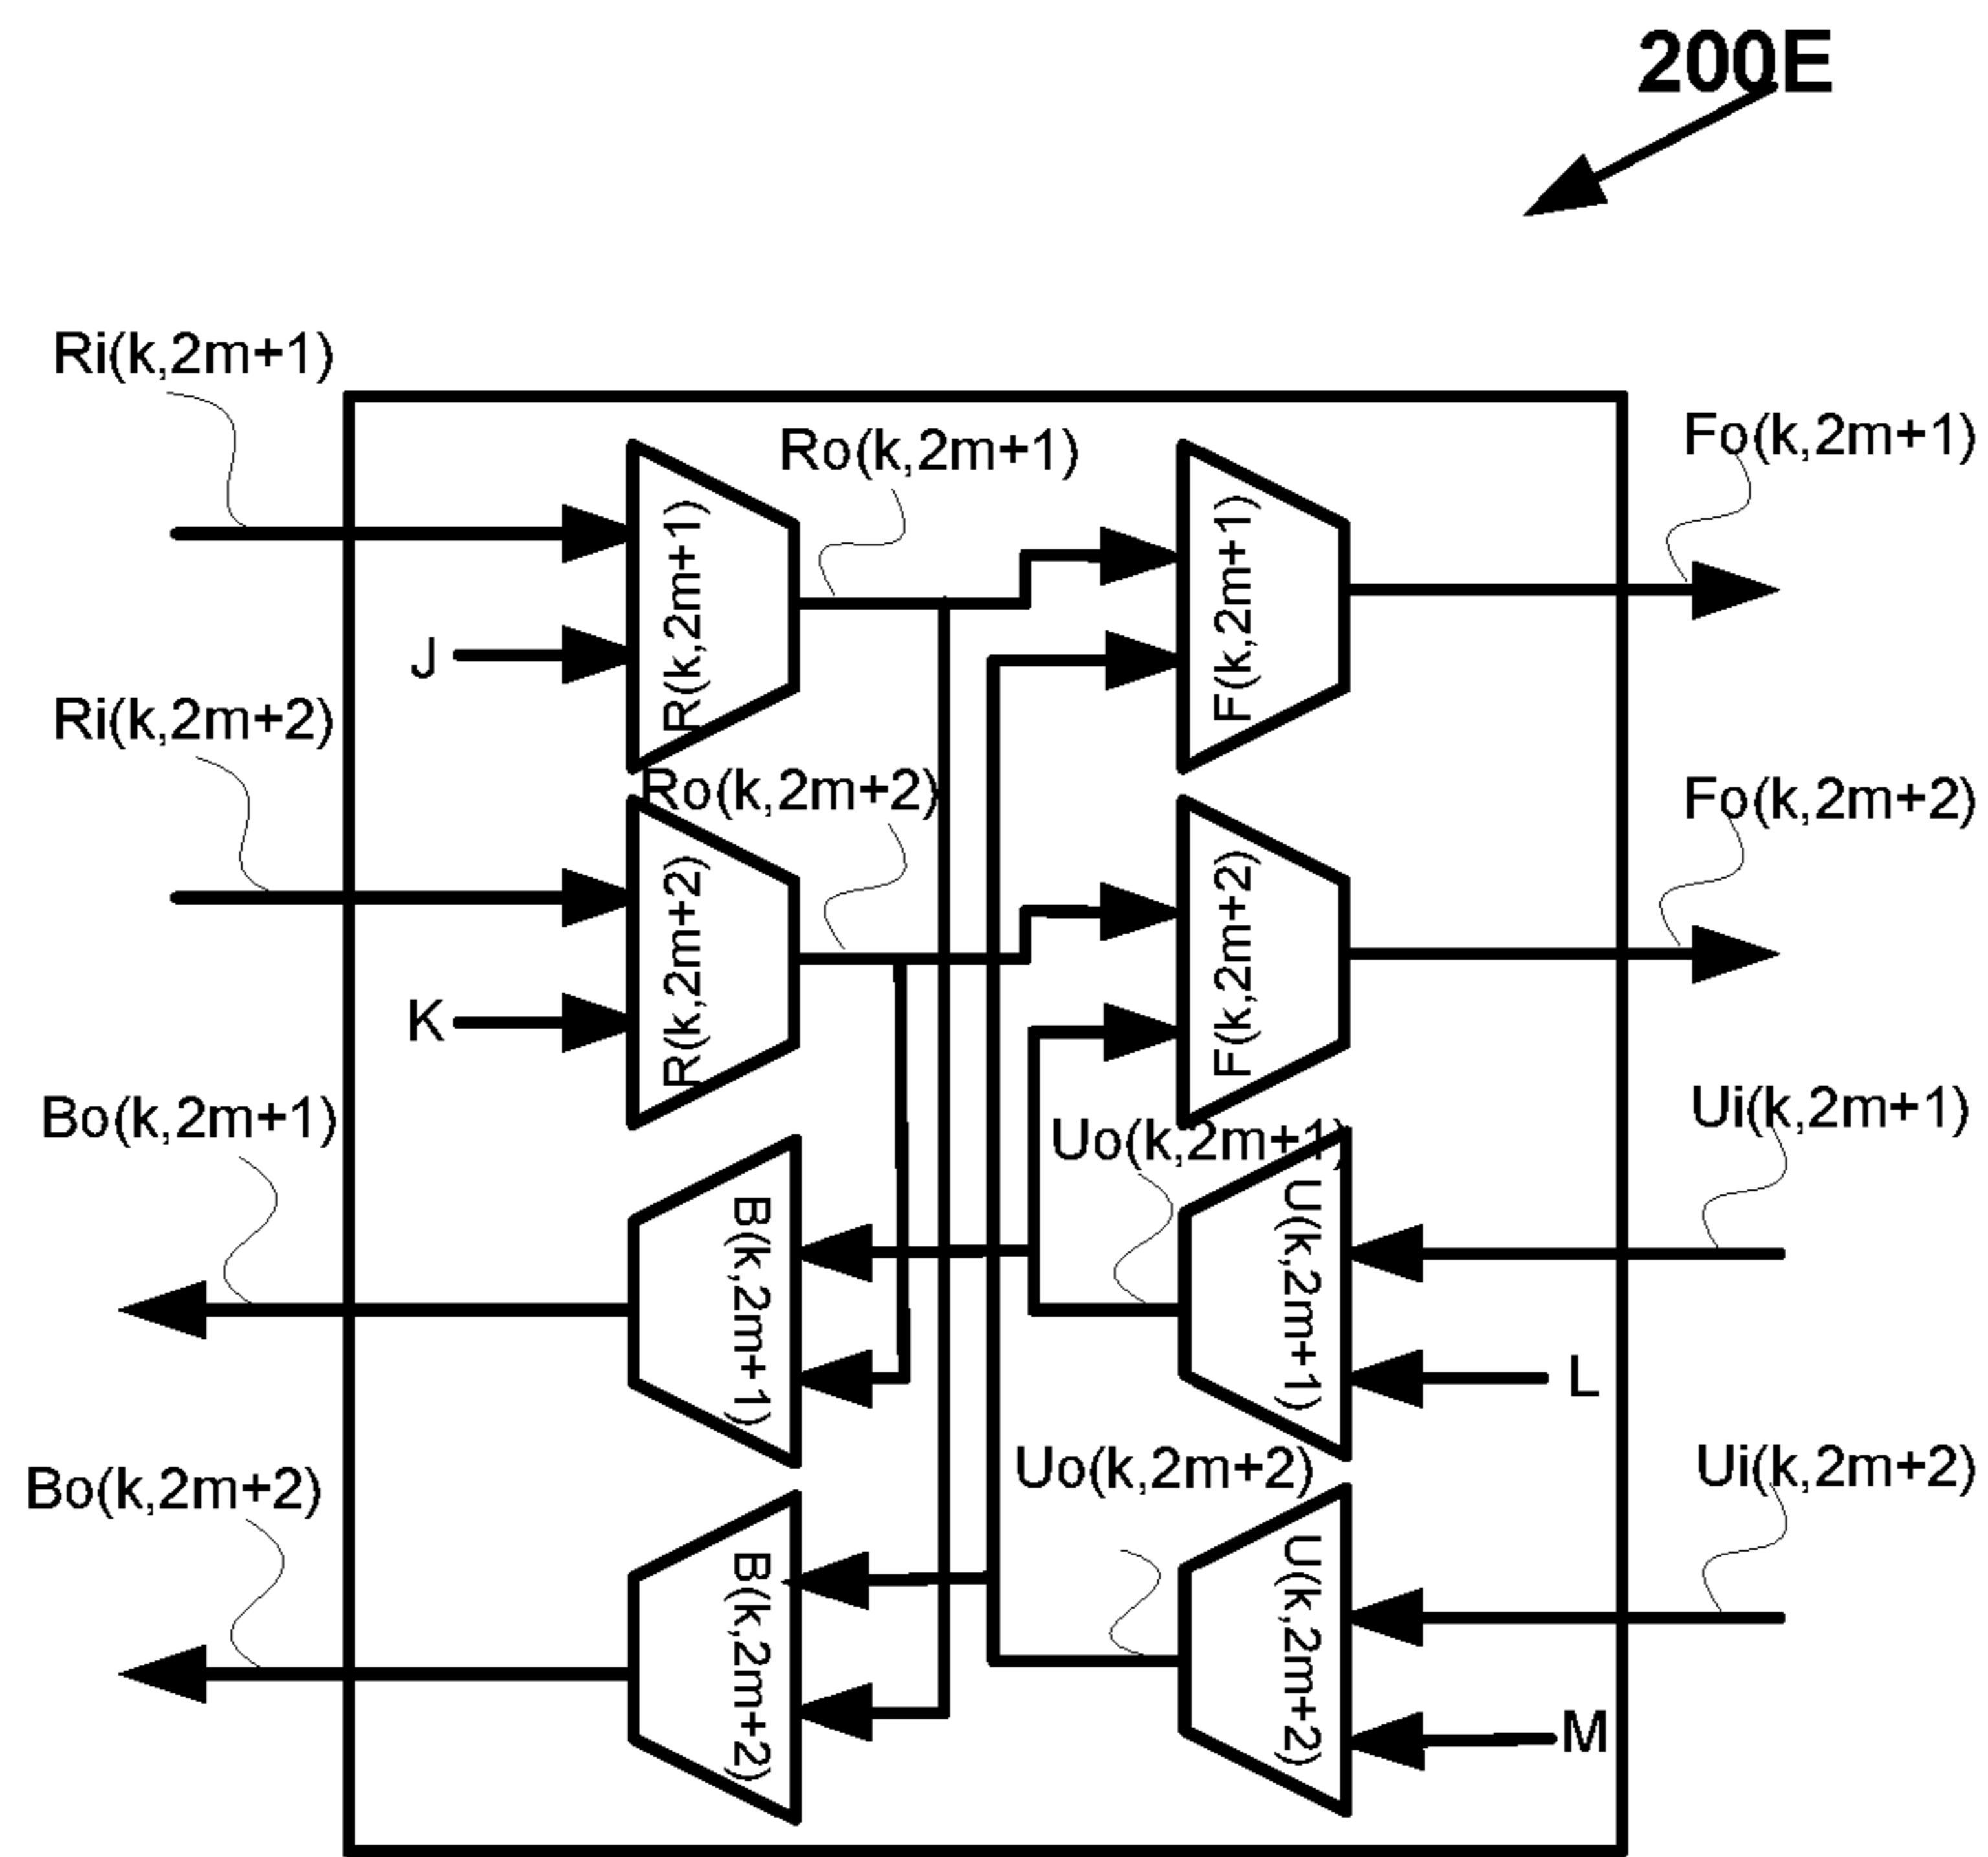 200E
Ri(k,2m+1)
Fo(k,2m+1)
Ro(k,2m+1)
R(k,2m+1)
F(k,2m+1)
J
Ri(k,2m+2)
Ro(k,2m+2)
Fo(k,2m+2)
R(k,2m+2)
F(k,2m+2)
K
Bo(k,2m+1)
Uo(k,2m+1)
Ui(k,2m+1)
B(k,2m+1)
U(k,2m+1)
L
Bo(k,2m+2)
Uo(k,2m+2)
Ui(k,2m+2)
B(k,2m+2)
U(k,2m+2)
M